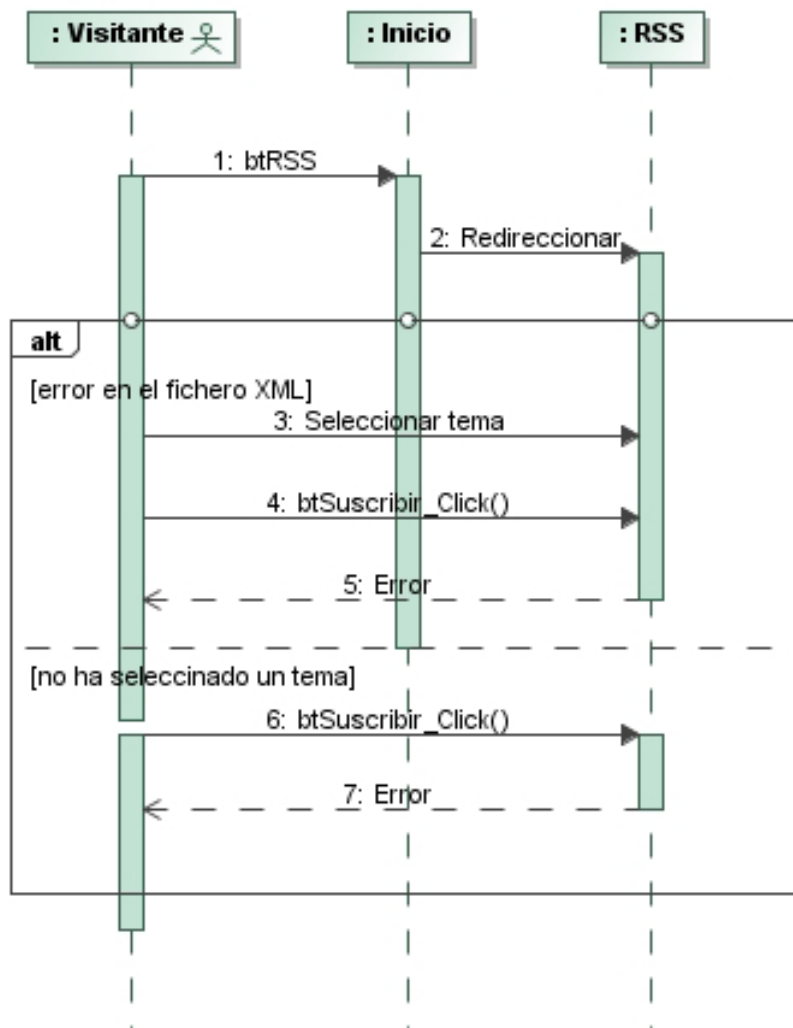 : Visitante
: Inicio
: RSS
1: btRSS
2: Redireccionar
alt
[error en el fichero XML]
3: Seleccionar tema
4: btSuscribir_Click()
5: Error
[no ha seleccinado un tema]
6: btSuscribir_Click()
7: Error